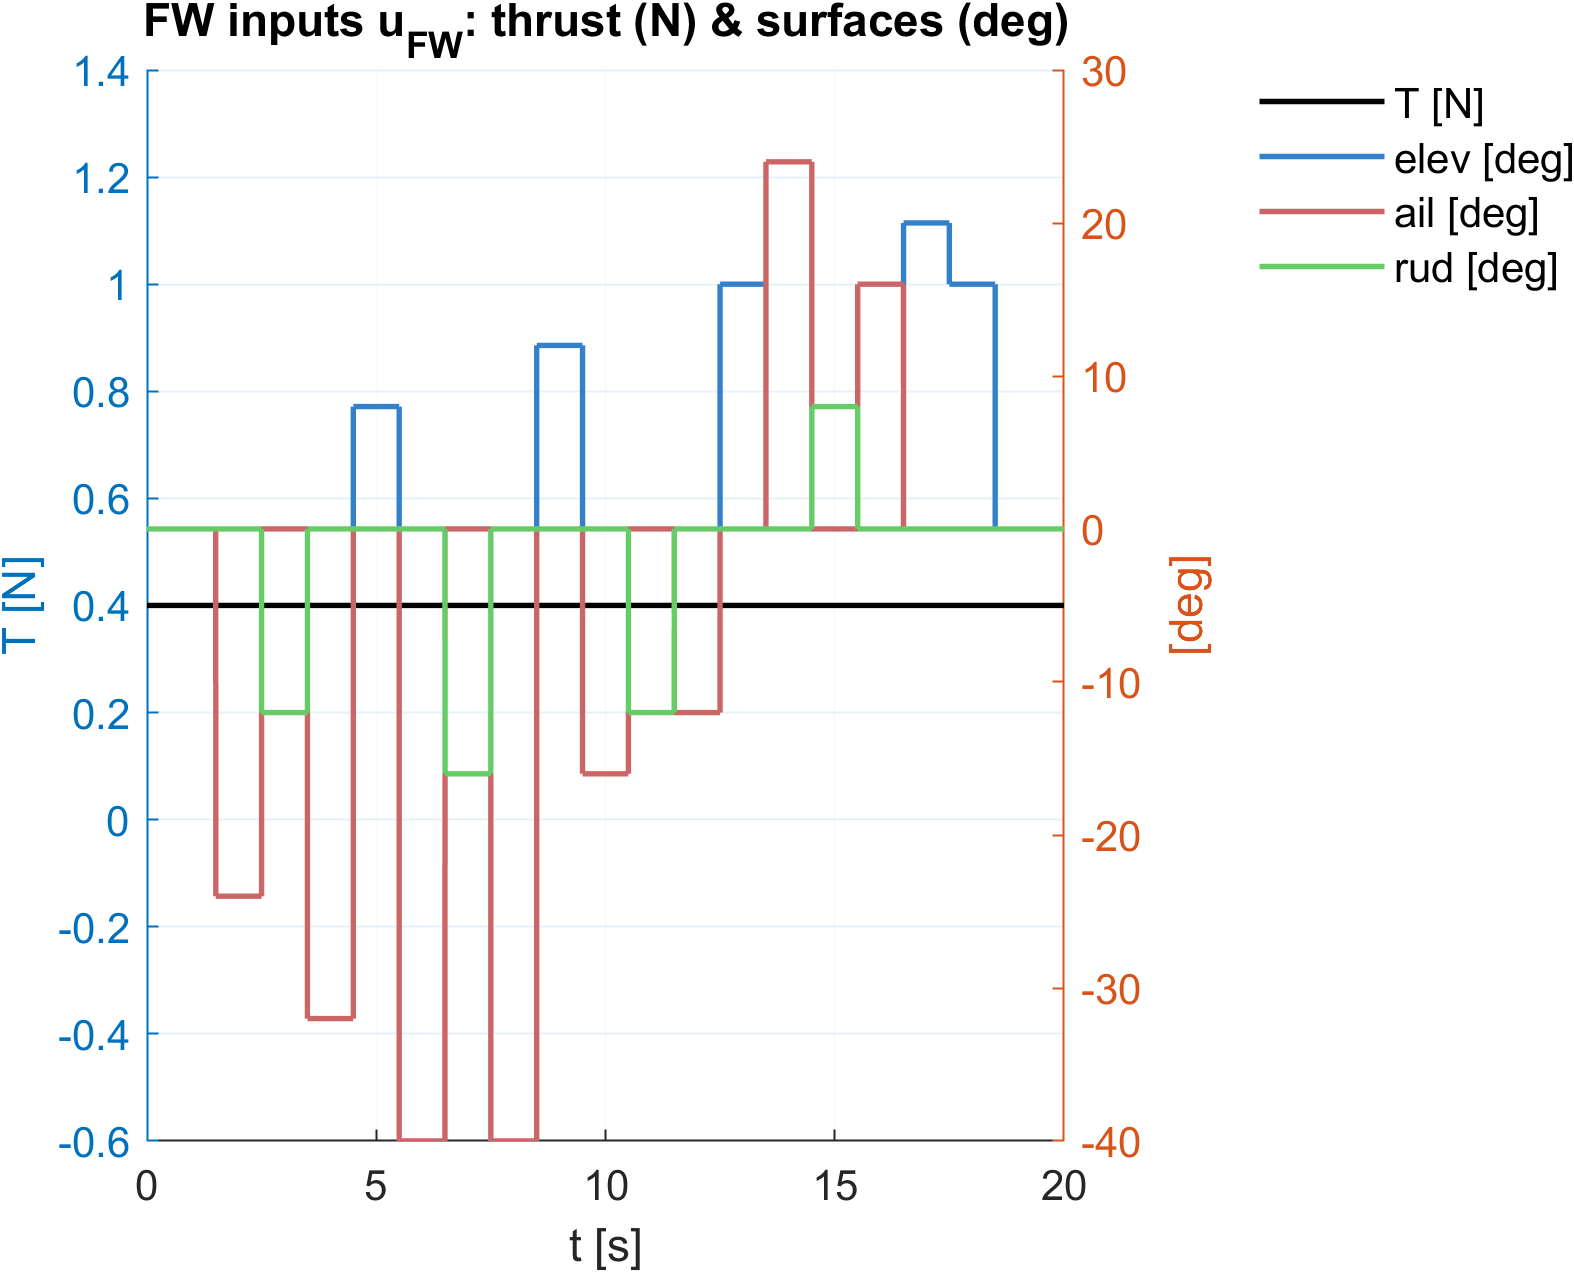 FW inputs u_FW: thrust (N) & surfaces (deg)
1.4
1.2
1
0.8
0.6
0.4
0.2
0
-0.2
-0.4
-0.6
T [N]
30
20
10
0
-10
-20
-30
-40
[deg]
0 5 10 15 20
t [s]
T [N]
elev [deg]
ail [deg]
rud [deg]